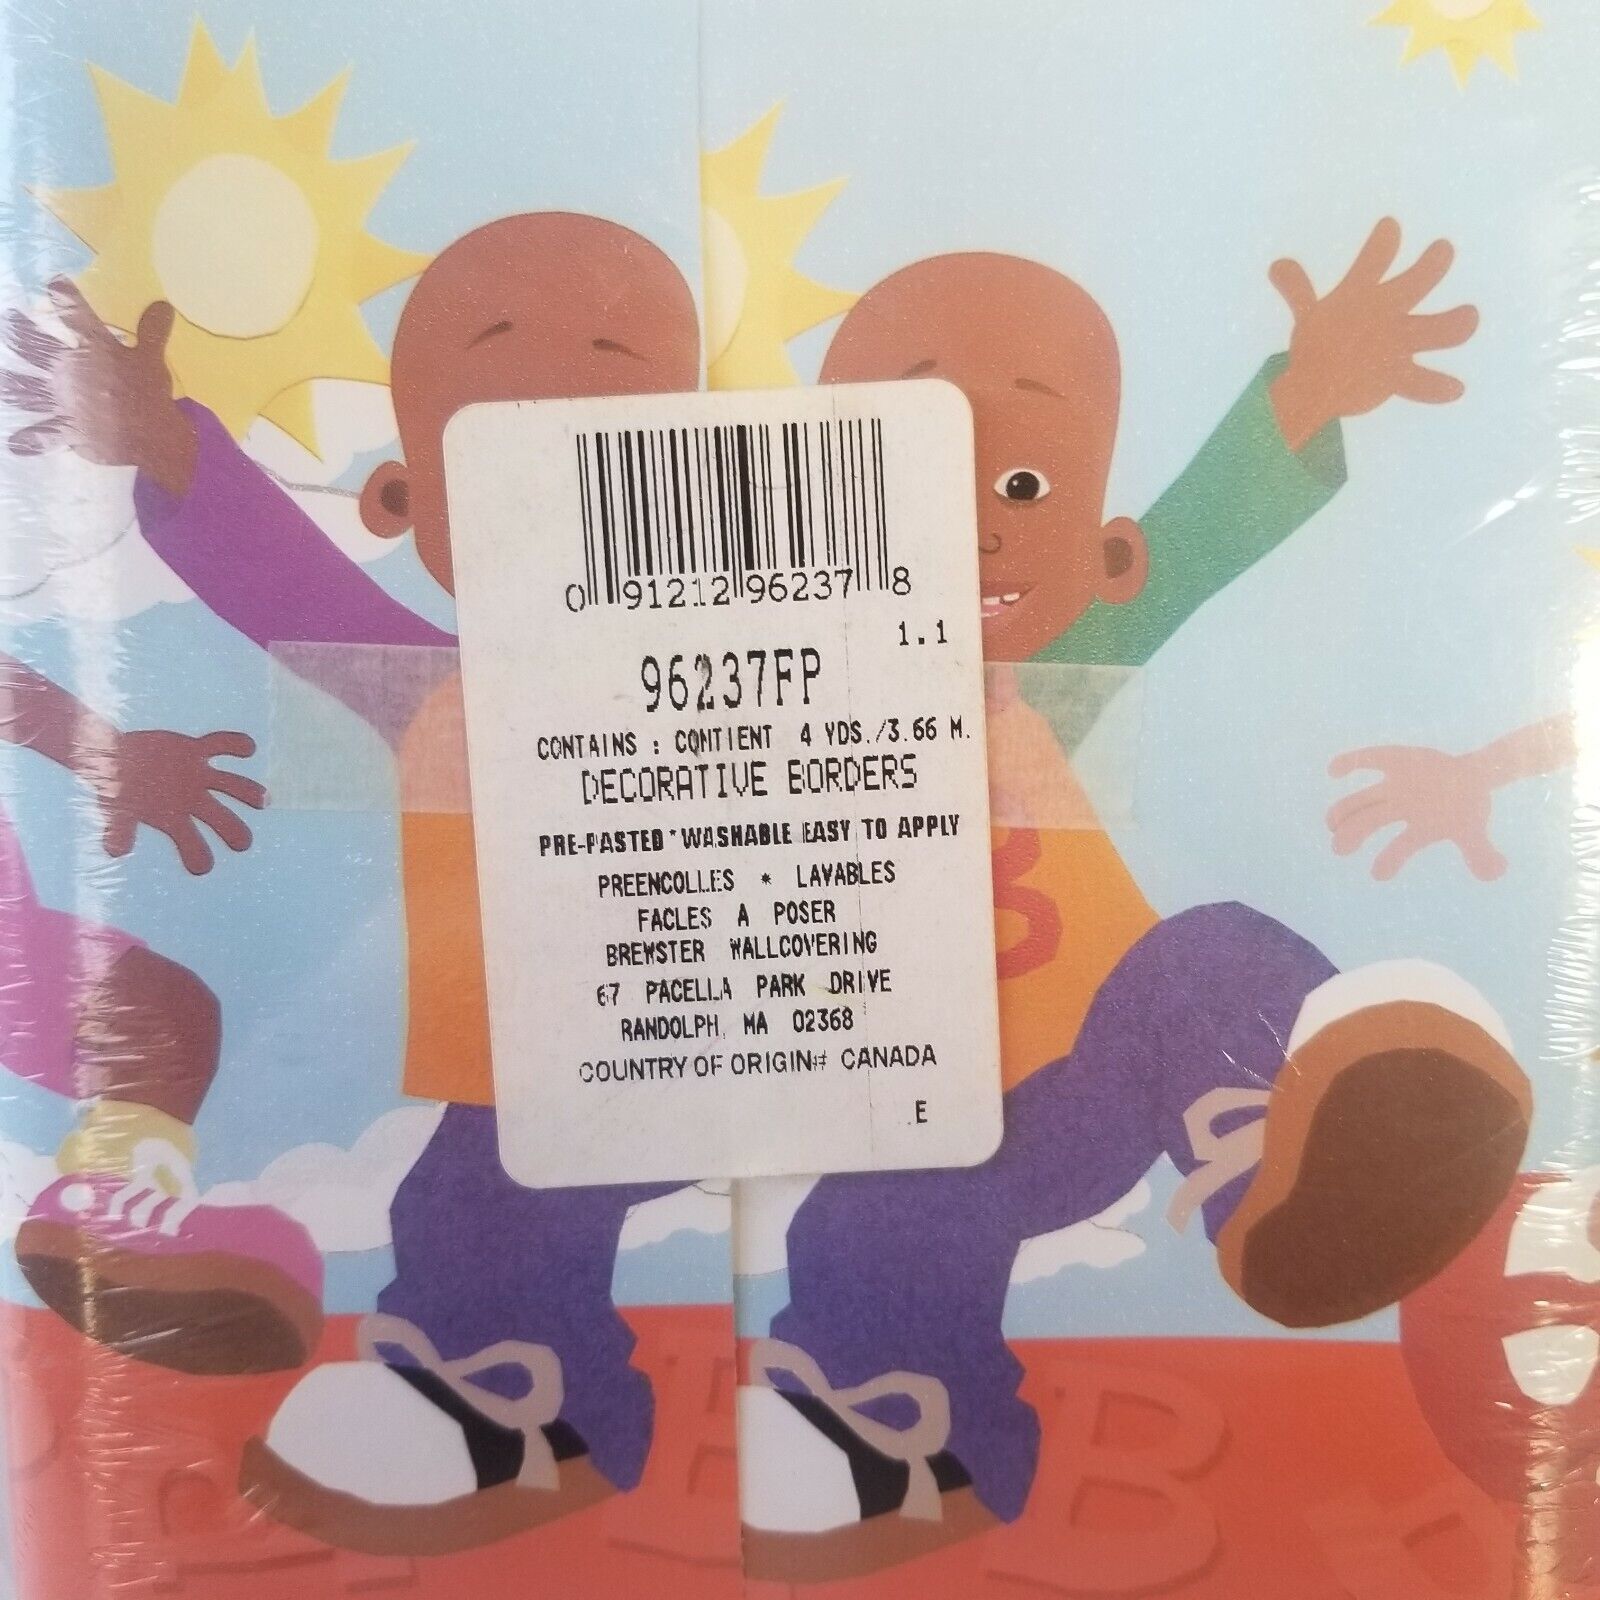 0 91212 96237 8
1.1
96237FP
CONTAINS : CONTIENT 4 YDS./3.66 M.
DECORATIVE BORDERS
PRE-PASTED * WASHABLE EASY TO APPLY
PREENCOLLES * LAVABLES
FACLES A POSER
BREWSTER WALLCOVERING
67 PACELLA PARK DRIVE
RANDOLPH, MA 02368
COUNTRY OF ORIGIN# CANADA
E
B